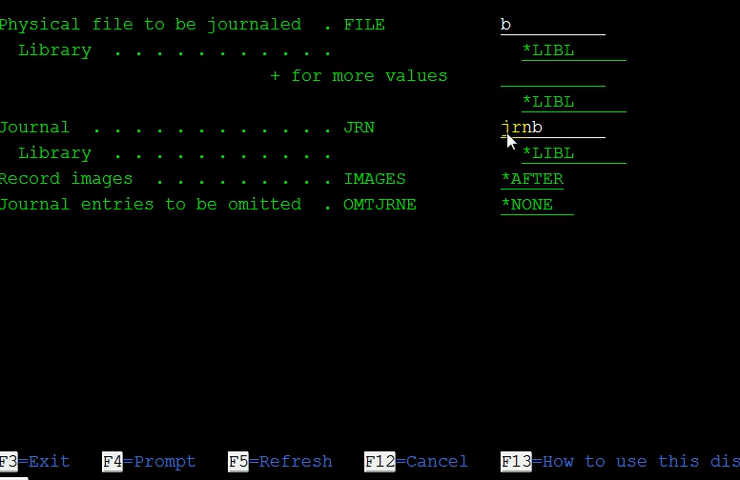 Physical file to be journaled . FILE b
Library . . . . . . . . . . . *LIBL
+ for more values
*LIBL
Journal . . . . . . . . . . . . JRN jrnb
Library . . . . . . . . . . . *LIBL
Record images . . . . . . . . . IMAGES *AFTER
Journal entries to be omitted . OMTJRNE *NONE
F3=Exit F4=Prompt F5=Refresh F12=Cancel F13=How to use this dis